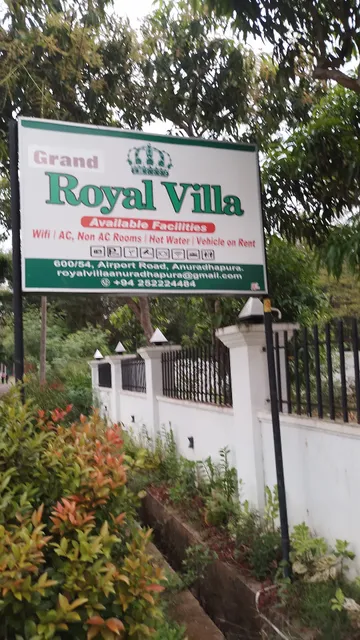 Grand
Royal Villa
Available Facilities
Wifi | AC, Non AC Rooms | Hot Water | Vehicle on Rent
600/54, Airport Road, Anuradhapura.
royalvillaanuradhapura@gmail.com
+94 252224484